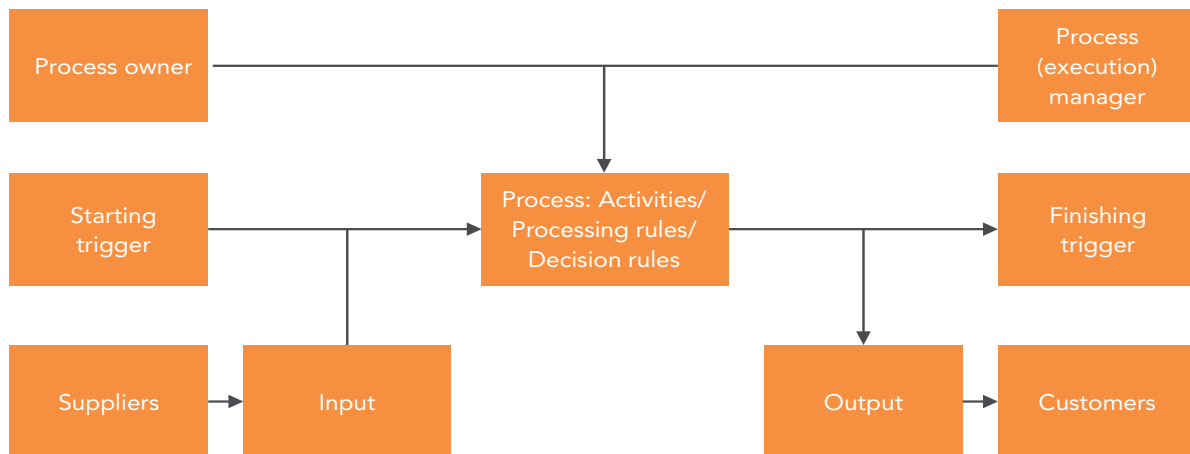 Process owner
Process
(execution)
manager
Starting
trigger
Process: Activities/
Processing rules/
Decision rules
Finishing
trigger
Suppliers
Input
Output
Customers